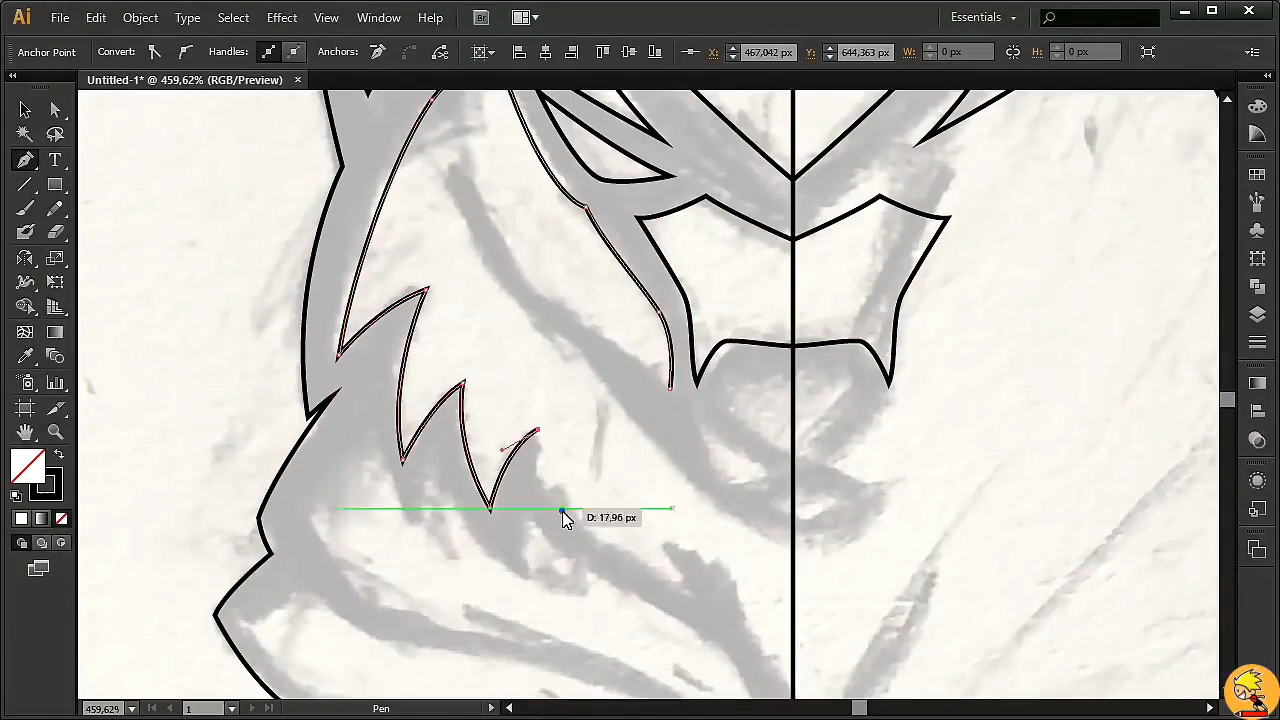 Ai File Edit Object Type Select Effect View Window Help Br Essentials
Anchor Point Convert: Handles: Anchors: X: 467,042 px Y: 644,363 px W: 0 px H: 0 px
Untitled-1* @ 459,62% (RGB/Preview) ×
T
D: 17,96 px
459,629 1 Pen